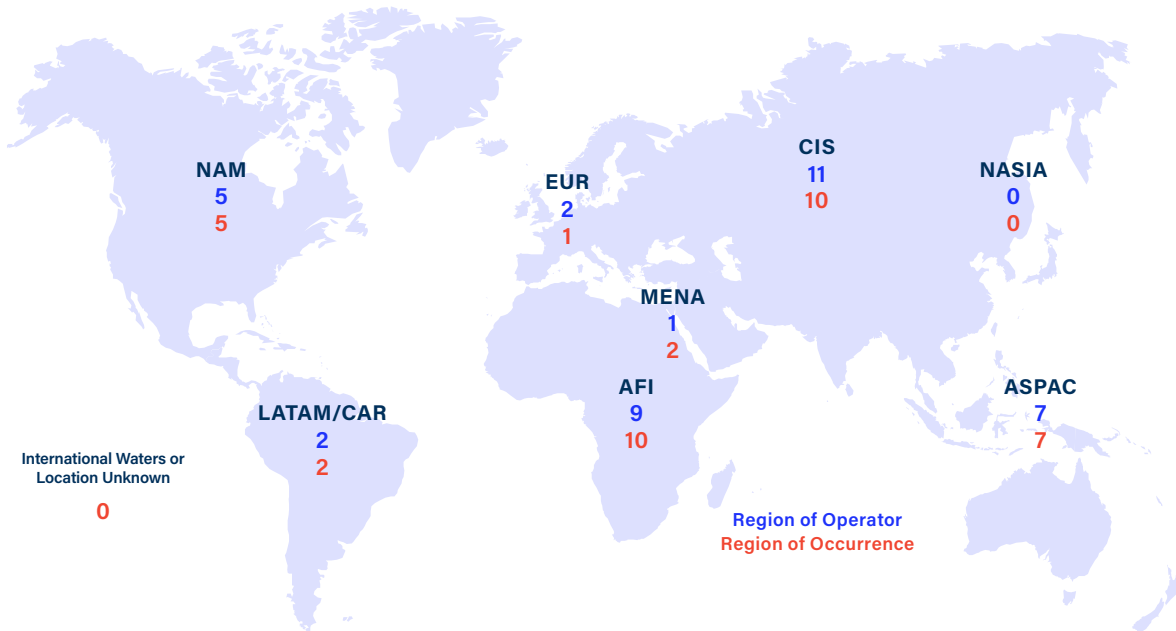 CIS
11
10
NAM
5
5
NASIA
0
0
EUR
2
1
MENA
1
2
AFI
9
10
ASPAC
7
7
LATAM/CAR
2
2
International Waters or
Location Unknown
0
Region of Operator
Region of Occurrence